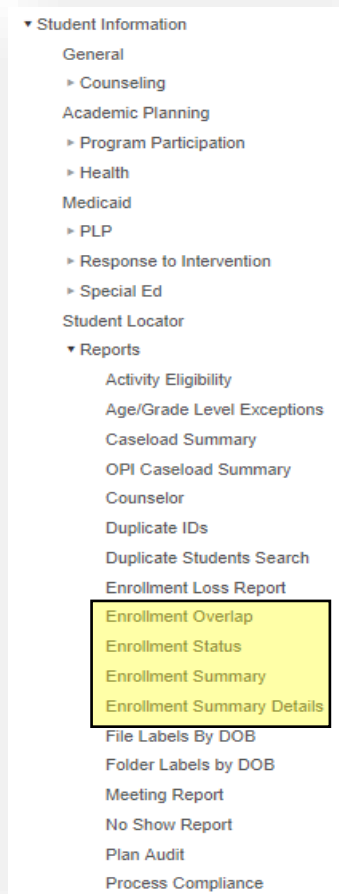 Student Information
General
Counseling
Academic Planning
Program Participation
Health
Medicaid
PLP
Response to Intervention
Special Ed
Student Locator
Reports
Activity Eligibility
Age/Grade Level Exceptions
Caseload Summary
OPI Caseload Summary
Counselor
Duplicate IDs
Duplicate Students Search
Enrollment Loss Report
Enrollment Overlap
Enrollment Status
Enrollment Summary
Enrollment Summary Details
File Labels By DOB
Folder Labels by DOB
Meeting Report
No Show Report
Plan Audit
Process Compliance